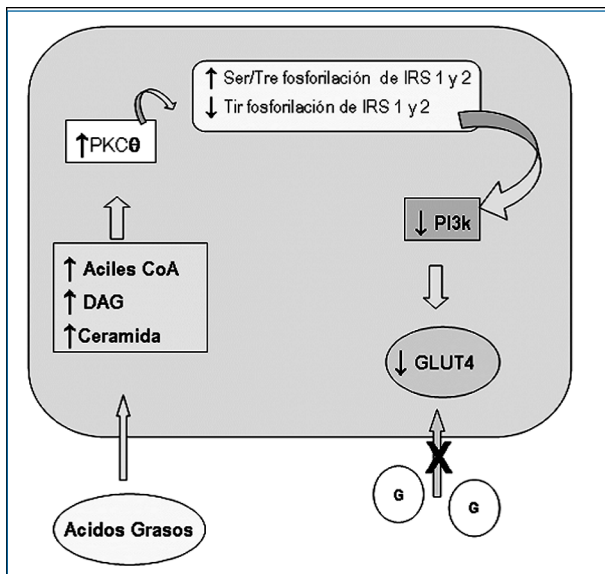 ↑ Ser/Tre fosforilación de IRS 1 y 2
↓ Tir fosforilación de IRS 1 y 2
↑PKCθ
↓ PI3k
↑ Aciles CoA
↑ DAG
↑Ceramida
↓ GLUT4
X
G
G
Acidos Grasos